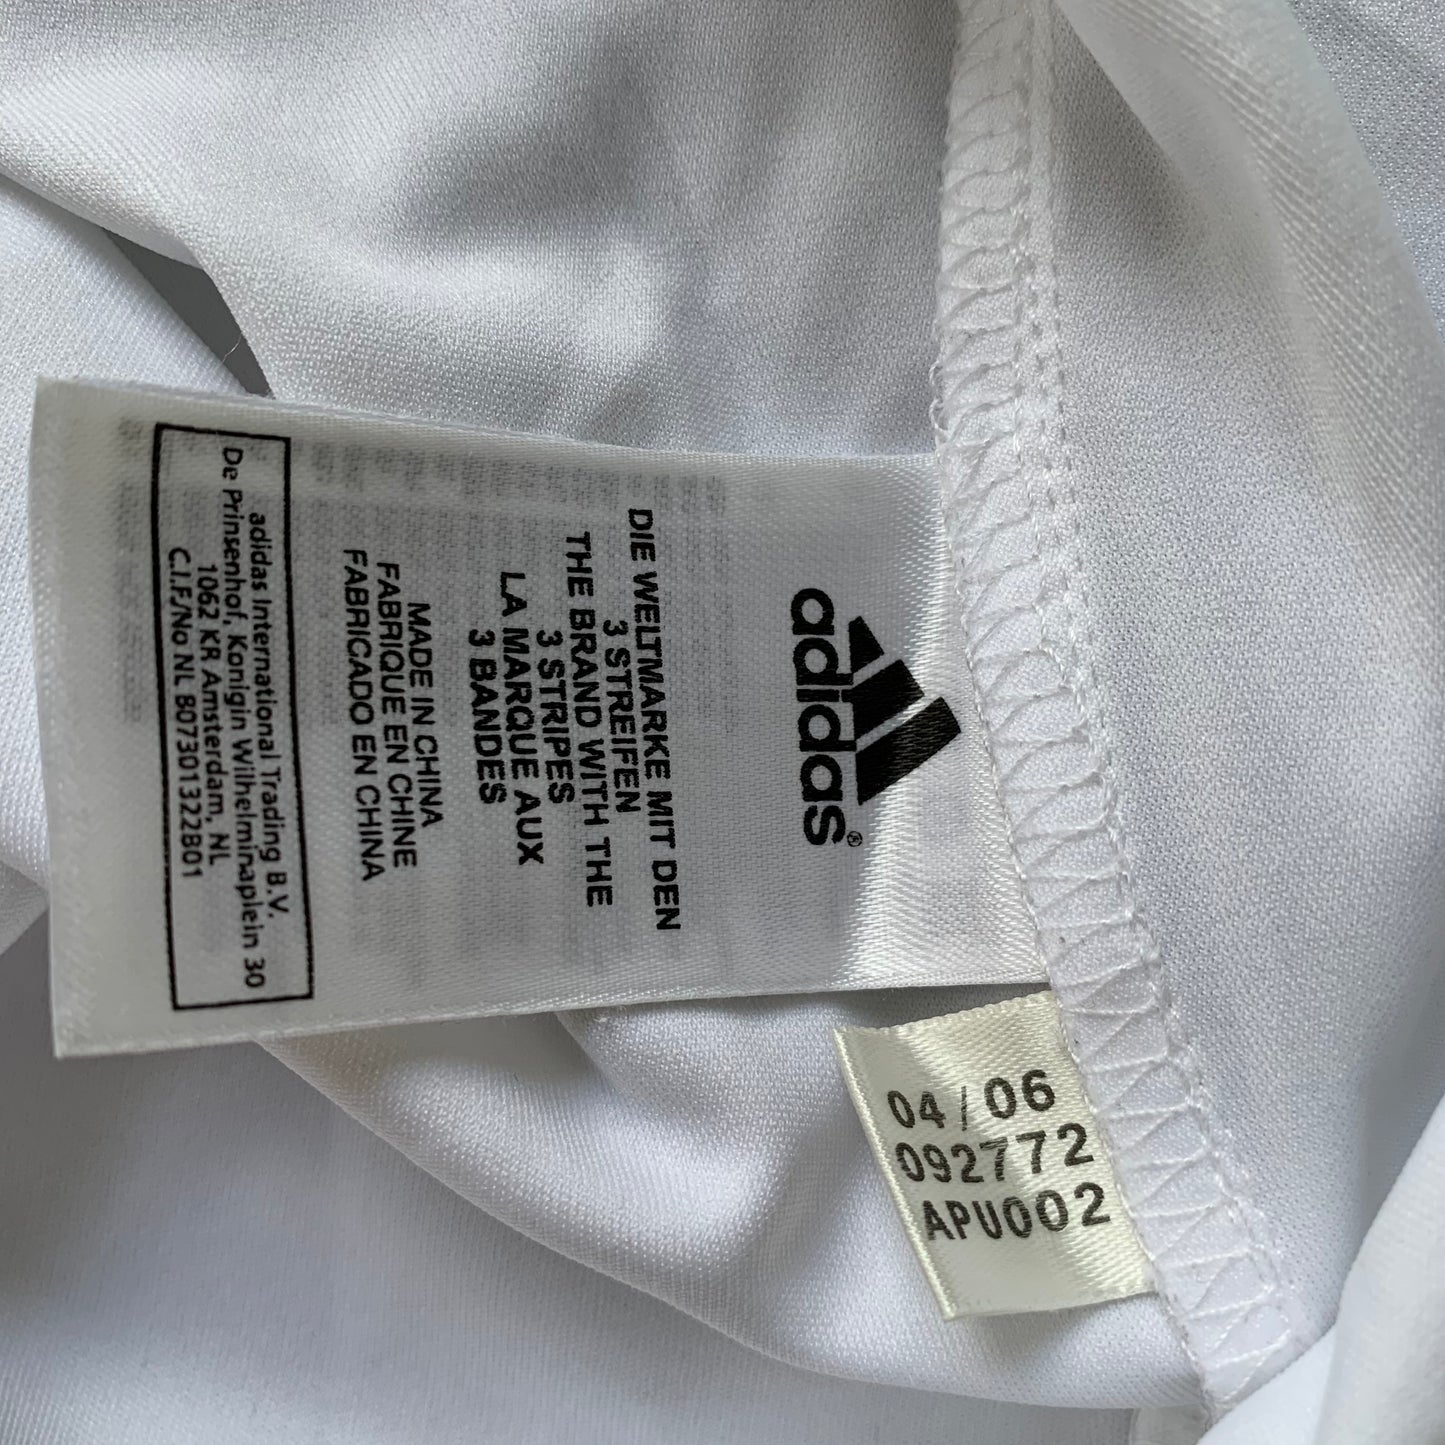 adidas®
DIE WELTMARKE MIT DEN
3 STREIFEN
THE BRAND WITH THE
3 STRIPES
LA MARQUE AUX
3 BANDES
MADE IN CHINA
FABRIQUE EN CHINE
FABRICADO EN CHINA
adidas International Trading B.V.
De Prinsenhof, Konigin Wilhelminaplein 30
1062 KR Amsterdam, NL
C.I.F./No NL 807301322B01
04/06
092772
APU002